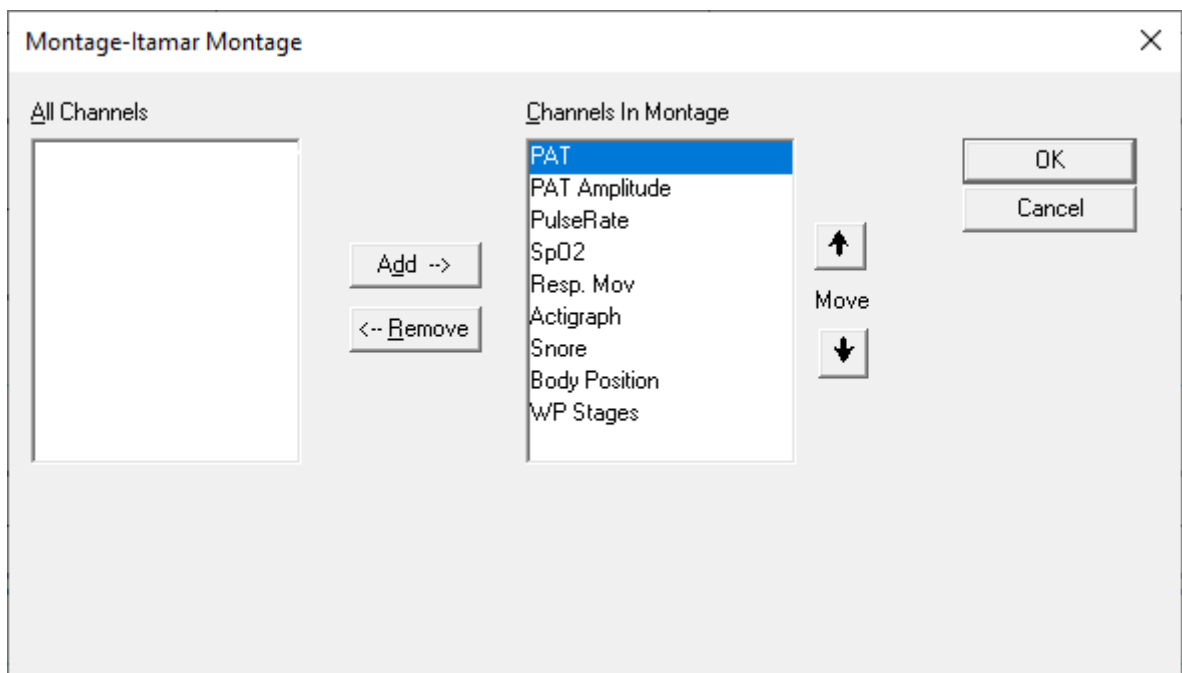 Montage-Itamar Montage
All Channels
Channels In Montage
PAT
PAT Amplitude
PulseRate
SpO2
Resp. Mov
Actigraph
Snore
Body Position
WP Stages
Add -->
<-- Remove
Move
OK
Cancel